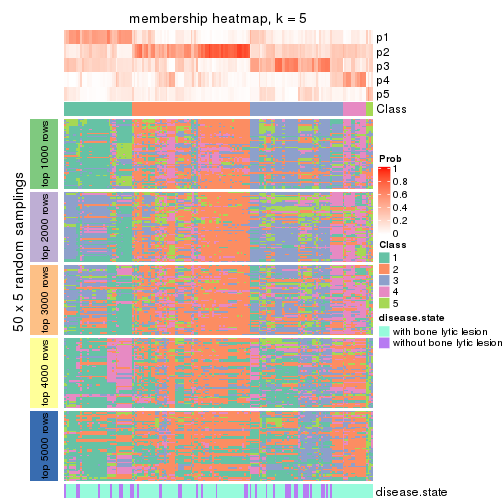 membership heatmap, k = 5
p1
p2
p3
p4
p5
Class
50 x 5 random samplings
top 1000 rows
top 2000 rows
top 3000 rows
top 4000 rows
top 5000 rows
Prob
1
0.8
0.6
0.4
0.2
0
Class
1
2
3
4
5
disease.state
with bone lytic lesion
without bone lytic lesion
disease.state